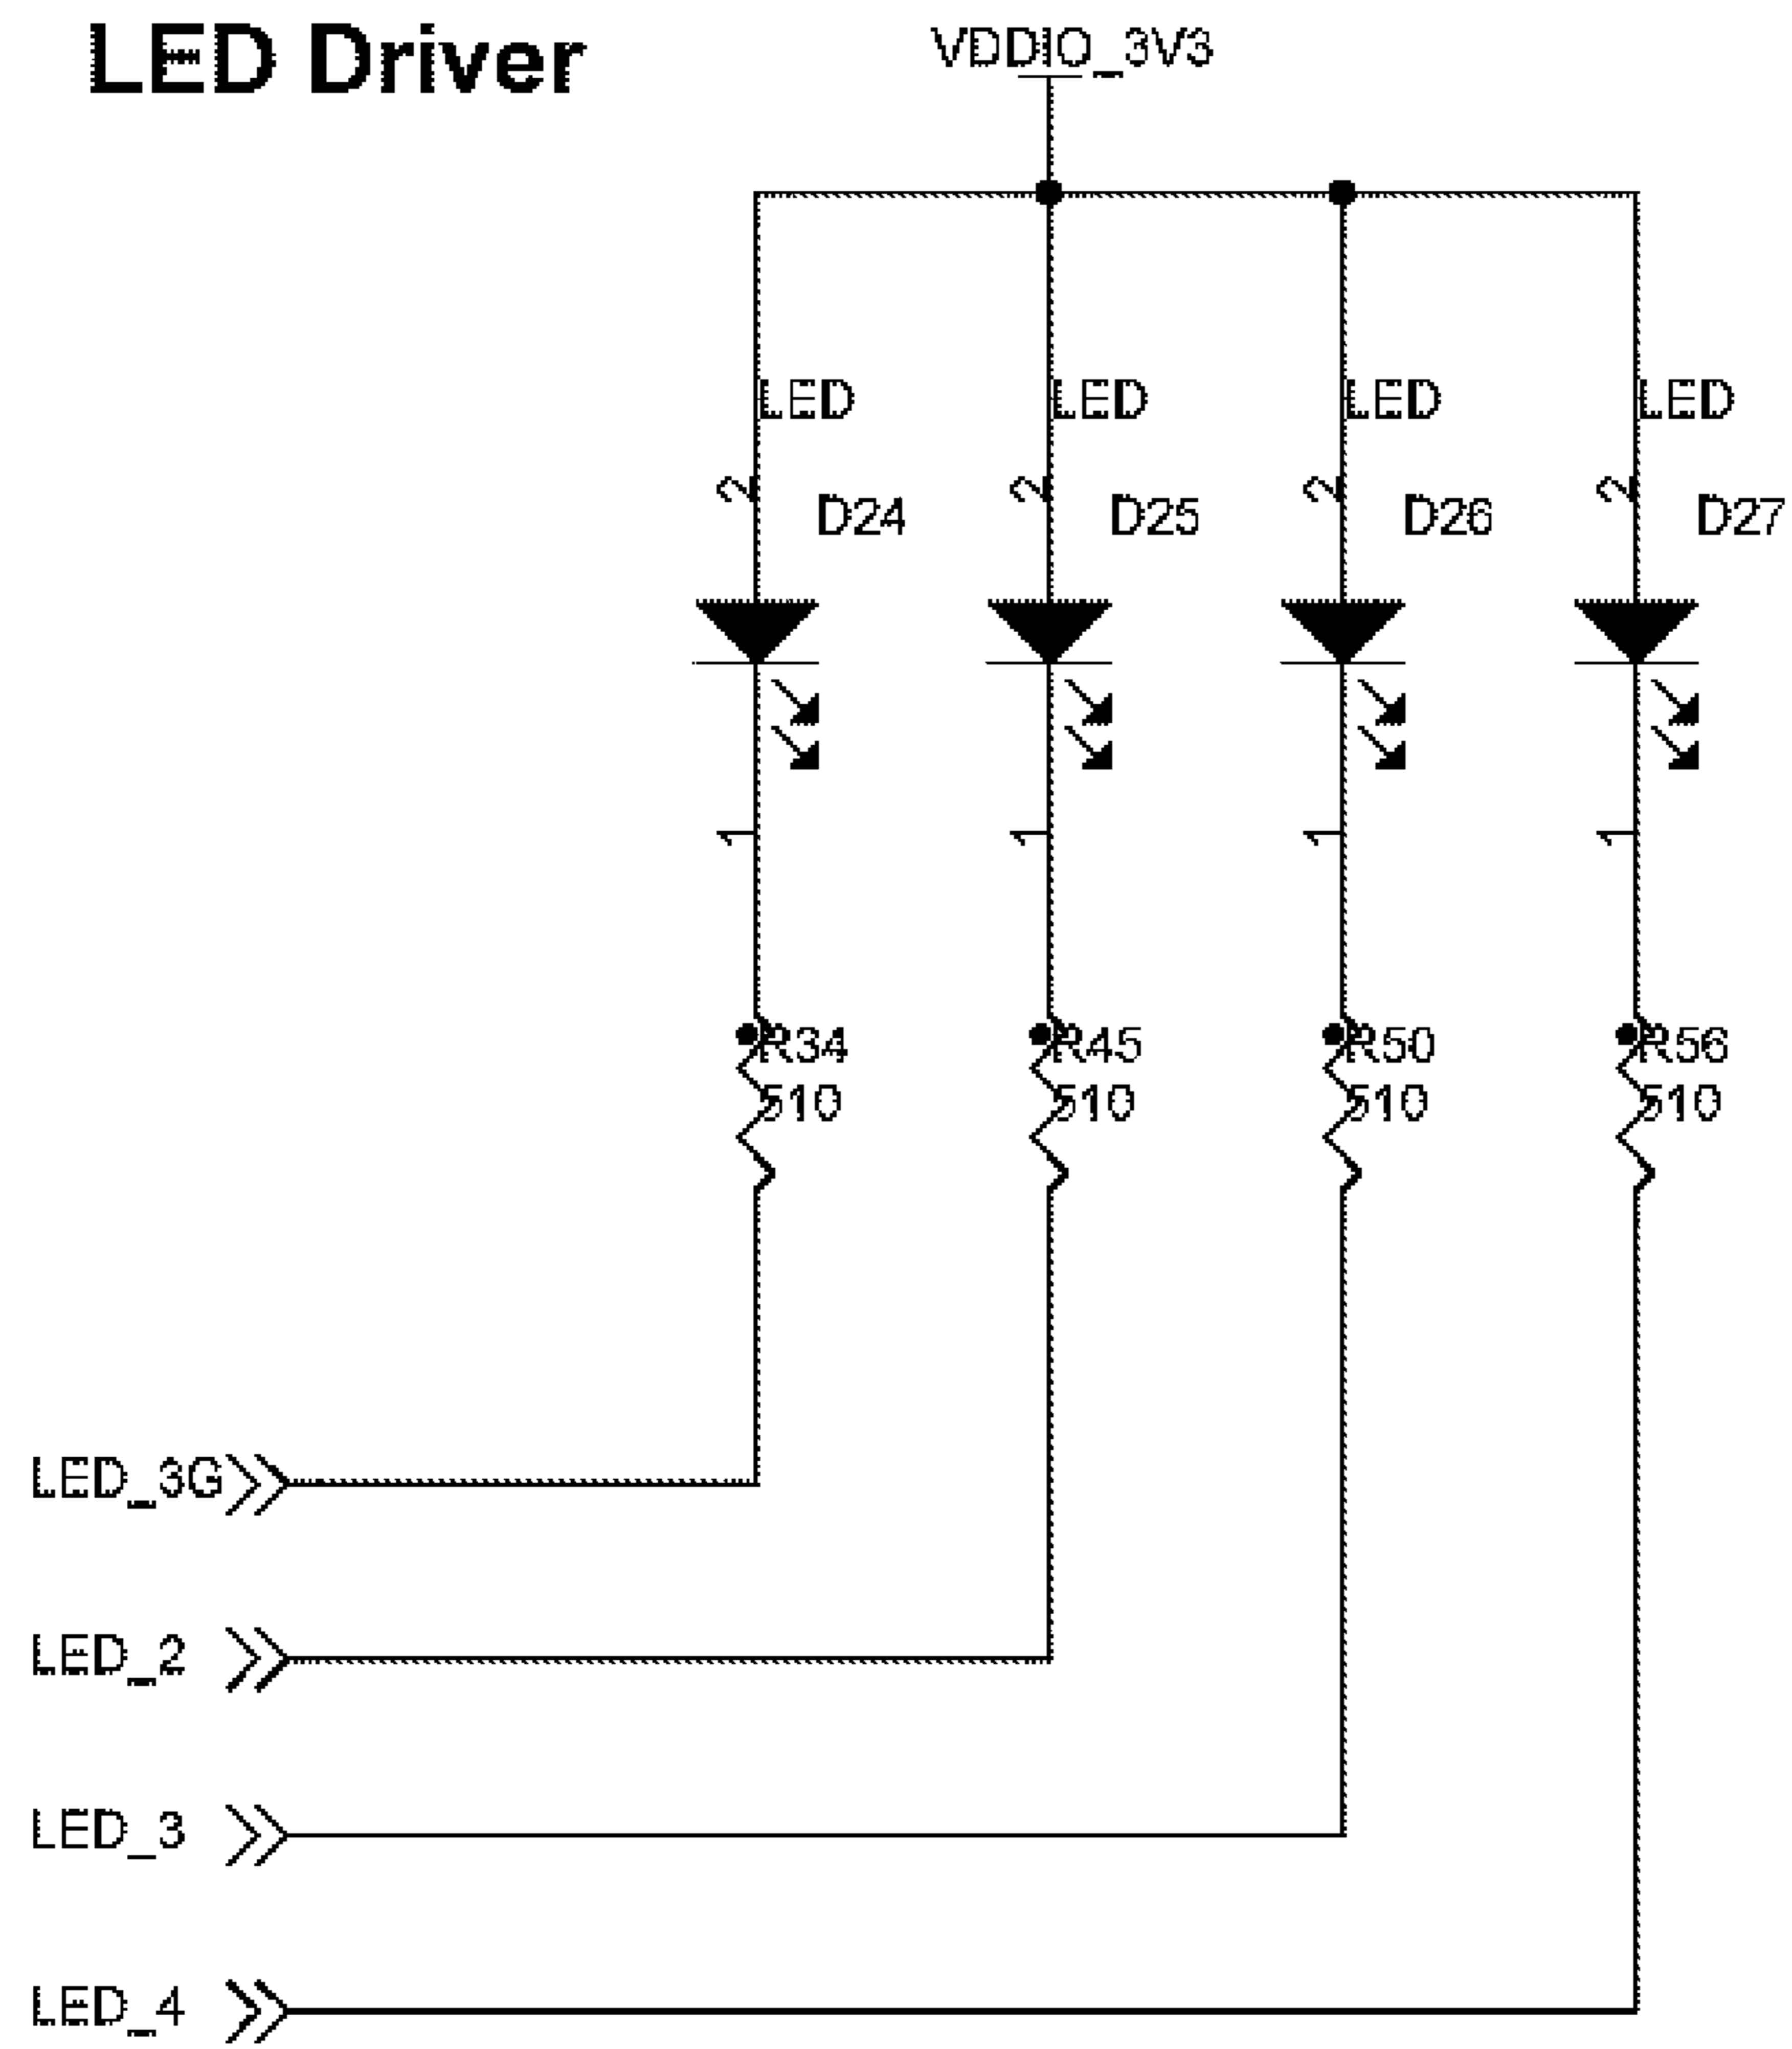 LED Driver
VDDIO_3V3
LED LED LED LED
2 2 2 2
D24 D25 D26 D27
1 1 1 1
R34 R45 R50 R56
510 510 510 510
LED_3G
LED_2
LED_3
LED_4